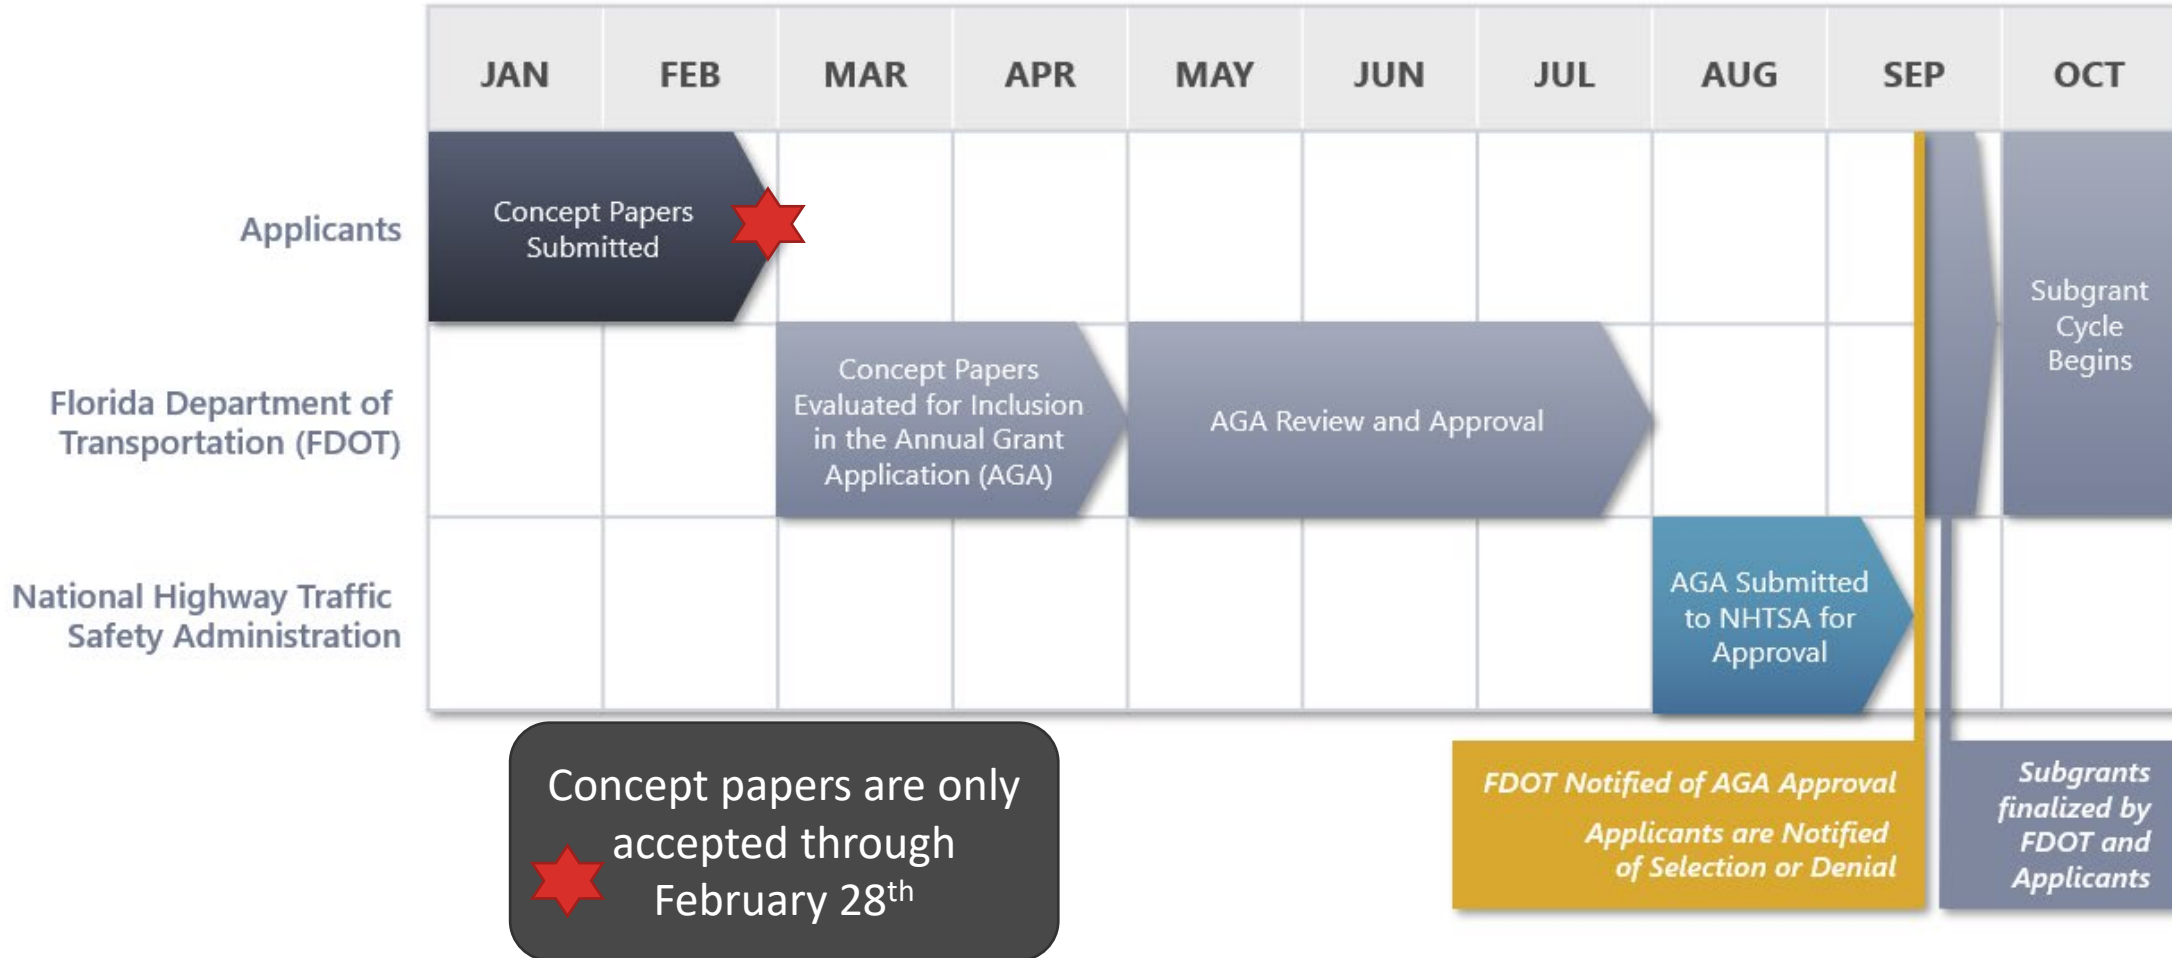 JAN FEB MAR APR MAY JUN JUL AUG SEP OCT
Applicants
Concept Papers
Submitted
Florida Department of
Transportation (FDOT)
Concept Papers
Evaluated for Inclusion
in the Annual Grant
Application (AGA)
AGA Review and Approval
Subgrant
Cycle
Begins
National Highway Traffic
Safety Administration
AGA Submitted
to NHTSA for
Approval
Concept papers are only
accepted through
February 28th
FDOT Notified of AGA Approval
Applicants are Notified
of Selection or Denial
Subgrants
finalized by
FDOT and
Applicants